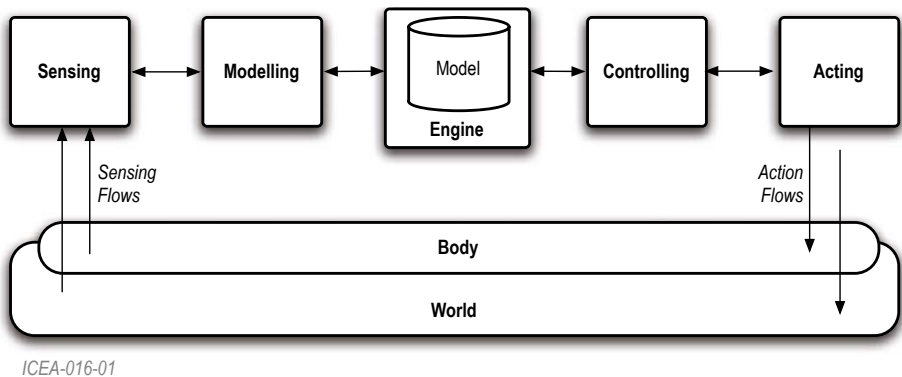 Sensing
Modelling
Model
Engine
Controlling
Acting
Sensing
Flows
Action
Flows
Body
World
ICEA-016-01